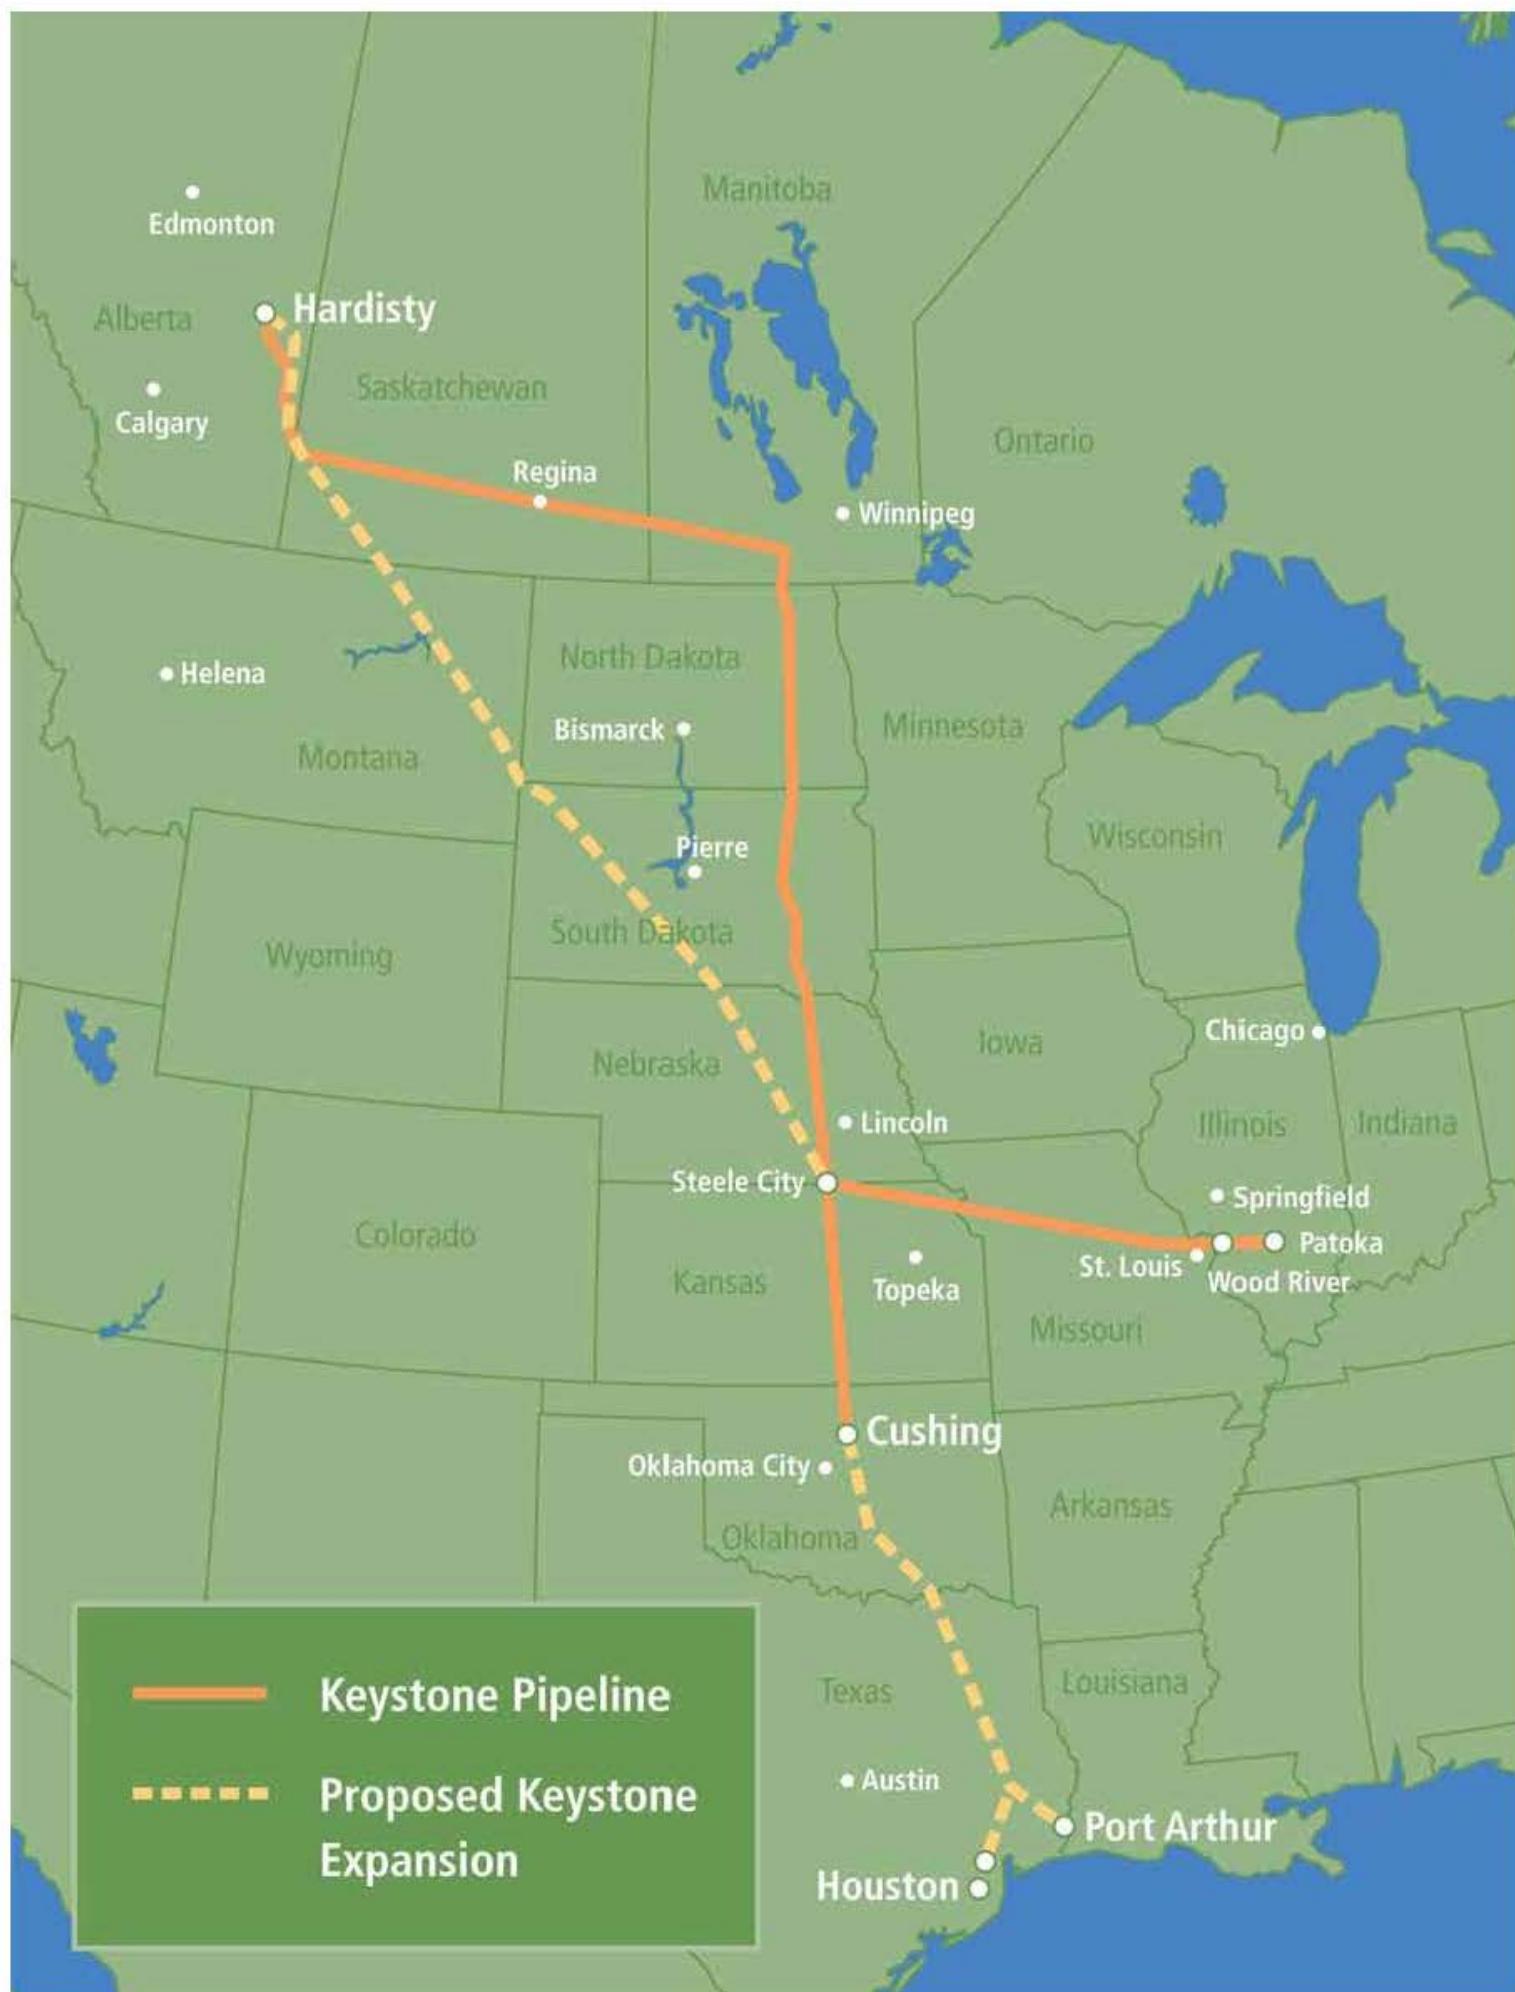 Manitoba
Edmonton
Hardisty
Alberta
Saskatchewan
Calgary
Ontario
Regina
Winnipeg
North Dakota
Helena
Bismarck
Minnesota
Montana
Wisconsin
Pierre
South Dakota
Wyoming
Chicago
Iowa
Nebraska
Lincoln
Illinois
Indiana
Steele City
Springfield
Colorado
Patoka
St. Louis
Wood River
Kansas
Topeka
Missouri
Cushing
Oklahoma City
Arkansas
Oklahoma
Texas
Louisiana
Austin
Port Arthur
Houston
Keystone Pipeline
Proposed Keystone
Expansion